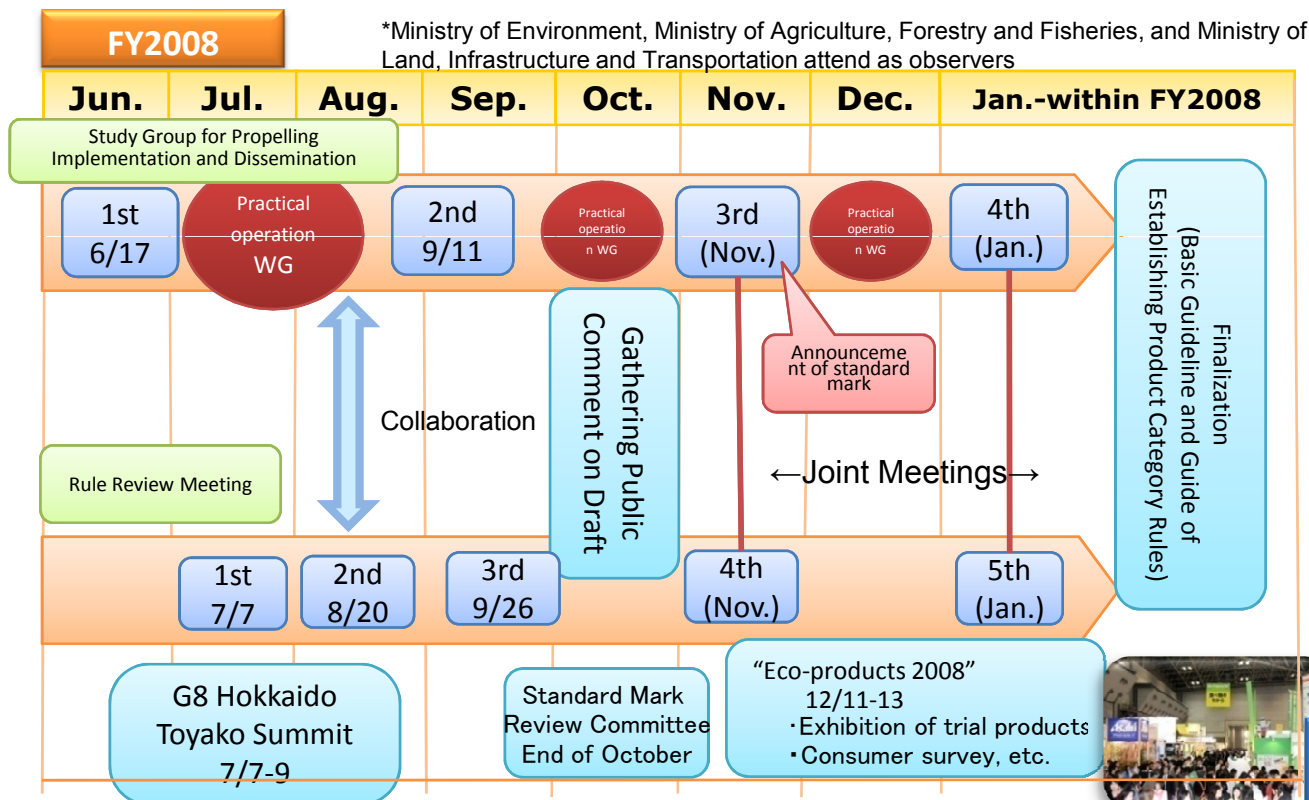 FY2008
*Ministry of Environment, Ministry of Agriculture, Forestry and Fisheries, and Ministry of
Land, Infrastructure and Transportation attend as observers
Jun. Jul. Aug. Sep. Oct. Nov. Dec. Jan.-within FY2008
Study Group for Propelling
Implementation and Dissemination
1st
6/17
Practical
operation
WG
2nd
9/11
Practical
operatio
n WG
3rd
(Nov.)
Practical
operatio
n WG
4th
(Jan.)
Finalization
(Basic Guideline and Guide of
Establishing Product Category Rules)
Gathering Public
Comment on Draft
Announceme
nt of standard
mark
Collaboration
←Joint Meetings→
Rule Review Meeting
1st
7/7
2nd
8/20
3rd
9/26
4th
(Nov.)
5th
(Jan.)
G8 Hokkaido
Toyako Summit
7/7-9
Standard Mark
Review Committee
End of October
“Eco-products 2008”
12/11-13
・Exhibition of trial products
・Consumer survey, etc.